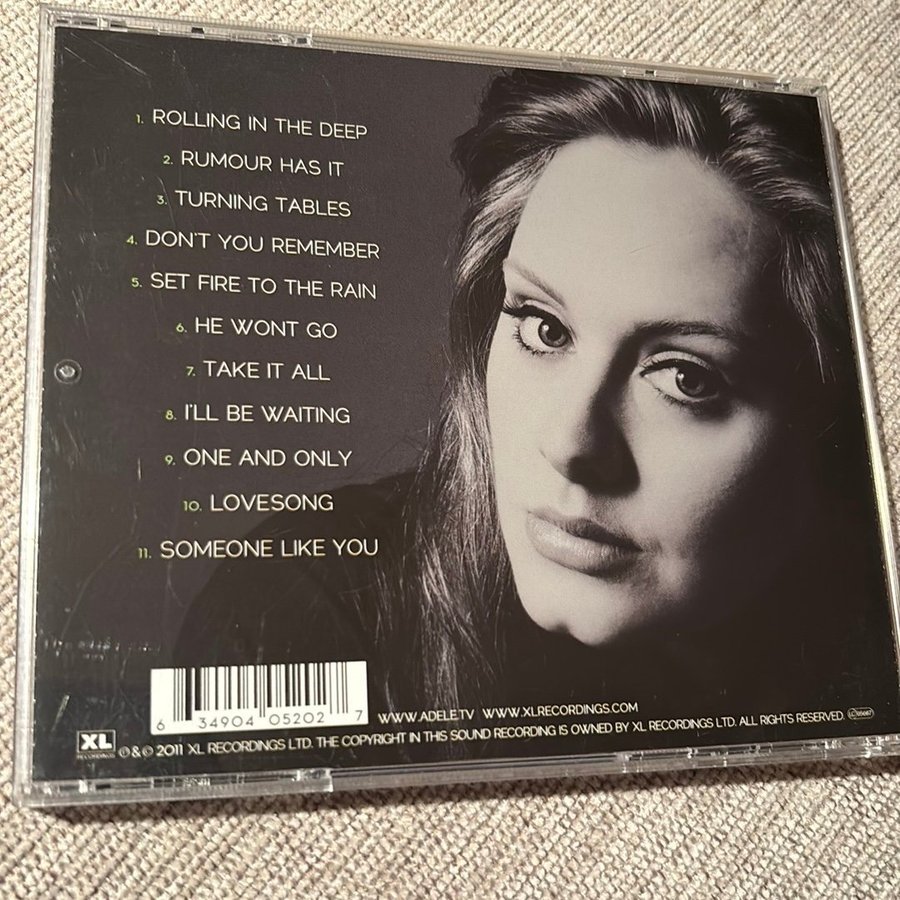 1. ROLLING IN THE DEEP
2. RUMOUR HAS IT
3. TURNING TABLES
4. DON'T YOU REMEMBER
5. SET FIRE TO THE RAIN
6. HE WONT GO
7. TAKE IT ALL
8. I'LL BE WAITING
9. ONE AND ONLY
10. LOVESONG
11. SOMEONE LIKE YOU
6 34904 05202 7
WWW.ADELE.TV WWW.XLRECORDINGS.COM
XL
RECORDINGS
℗ & © 2011 XL RECORDINGS LTD. THE COPYRIGHT IN THIS SOUND RECORDING IS OWNED BY XL RECORDINGS LTD. ALL RIGHTS RESERVED.